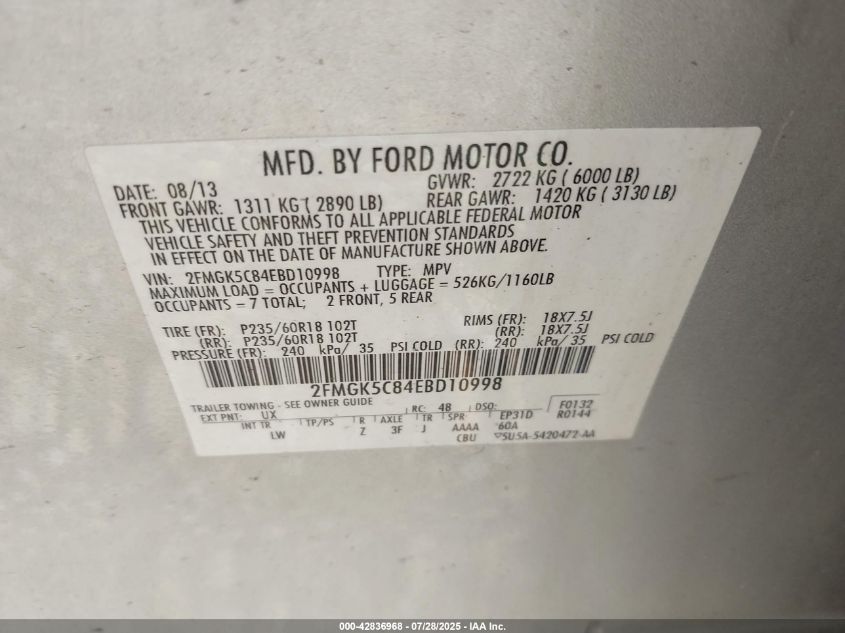 MFD. BY FORD MOTOR CO.
DATE: 08/13 GVWR: 2722 KG ( 6000 LB)
FRONT GAWR: 1311 KG ( 2890 LB) REAR GAWR: 1420 KG ( 3130 LB)
THIS VEHICLE CONFORMS TO ALL APPLICABLE FEDERAL MOTOR
VEHICLE SAFETY AND THEFT PREVENTION STANDARDS
IN EFFECT ON THE DATE OF MANUFACTURE SHOWN ABOVE.
VIN: 2FMGK5C84EBD10998 TYPE: MPV
MAXIMUM LOAD = OCCUPANTS + LUGGAGE = 526KG/1160LB
OCCUPANTS = 7 TOTAL; 2 FRONT, 5 REAR
TIRE (FR): P235/60R18 102T RIMS (FR): 18X7.5J
(RR): P235/60R18 102T (RR): 18X7.5J
PRESSURE (FR): 240 kPa/ 35 PSI COLD (RR): 240 kPa/ 35 PSI COLD
2FMGK5C84EBD10998
TRAILER TOWING - SEE OWNER GUIDE RC: 48 DSO: F0132
EXT PNT: UX EP31D R0144
INT TR TP/PS R AXLE TR SPR 60A
LW Z 3F J AAAA
CBU 5U5A-5420472-AA
000-42836968 - 07/28/2025 - IAA Inc.